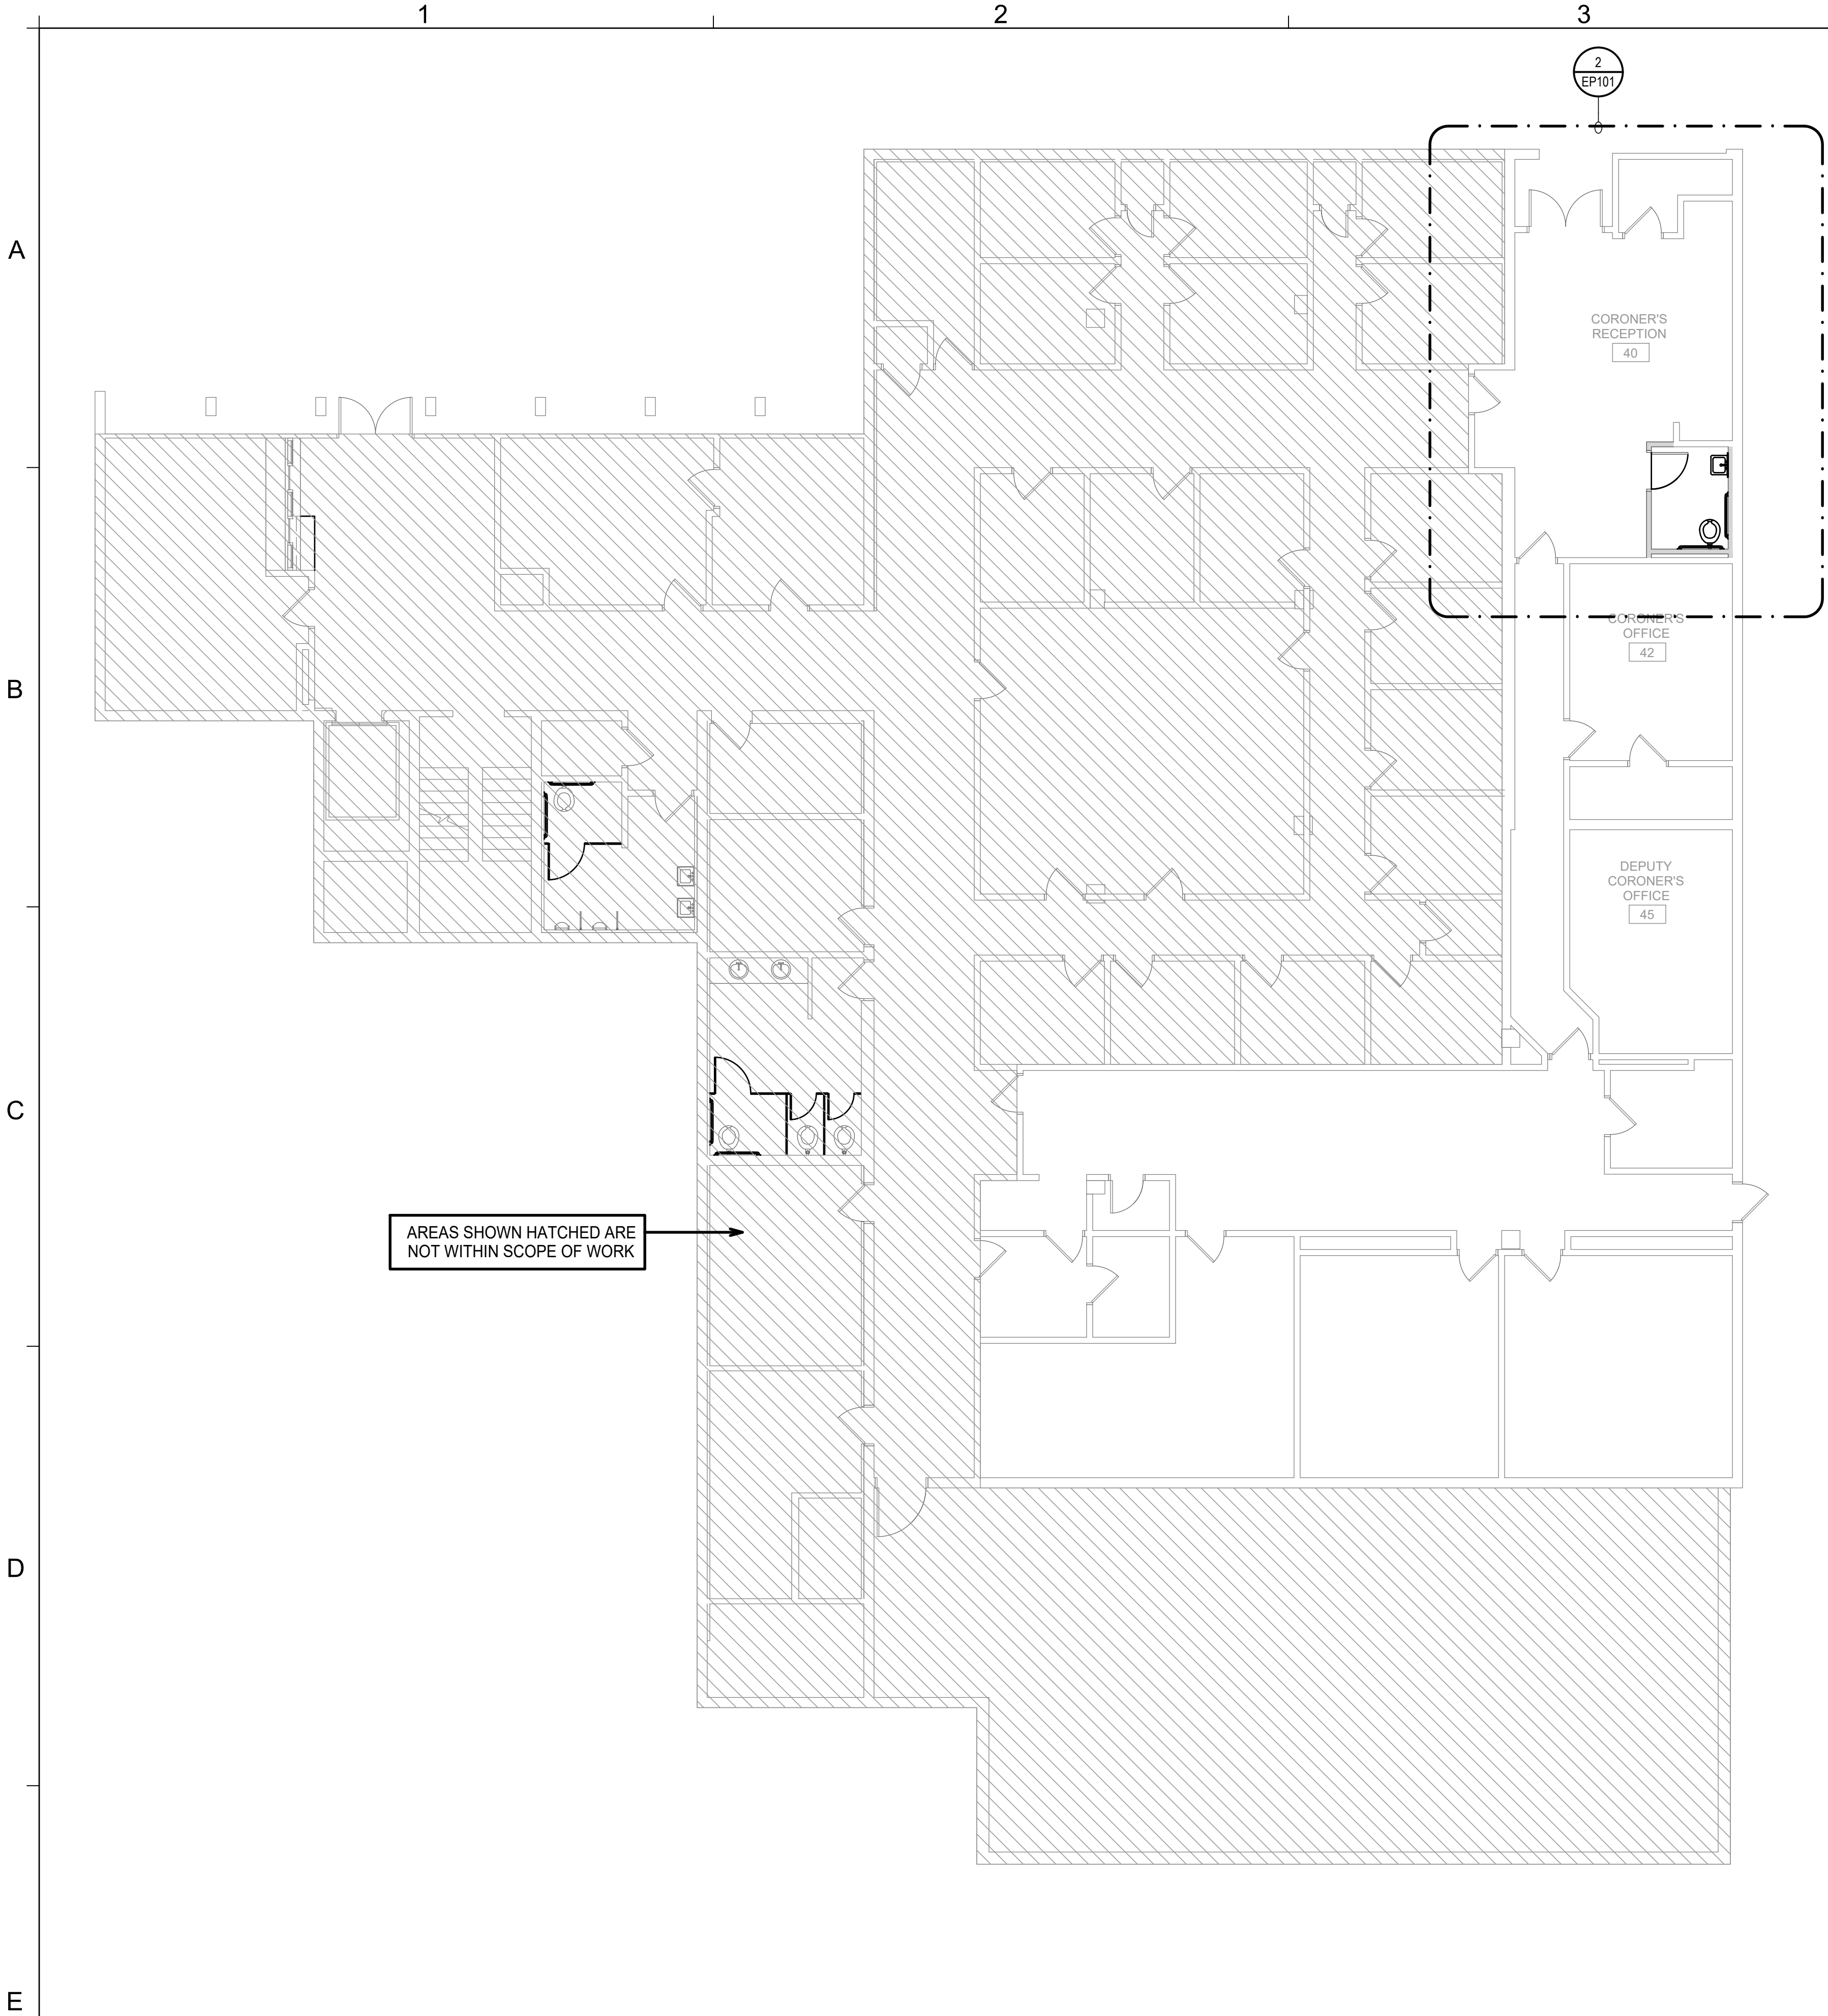 1
2
3
2
EP101
A
CORONER'S
RECEPTION
40
CORONER'S
OFFICE
42
B
DEPUTY
CORONER'S
OFFICE
45
C
AREAS SHOWN HATCHED ARE
NOT WITHIN SCOPE OF WORK
D
E